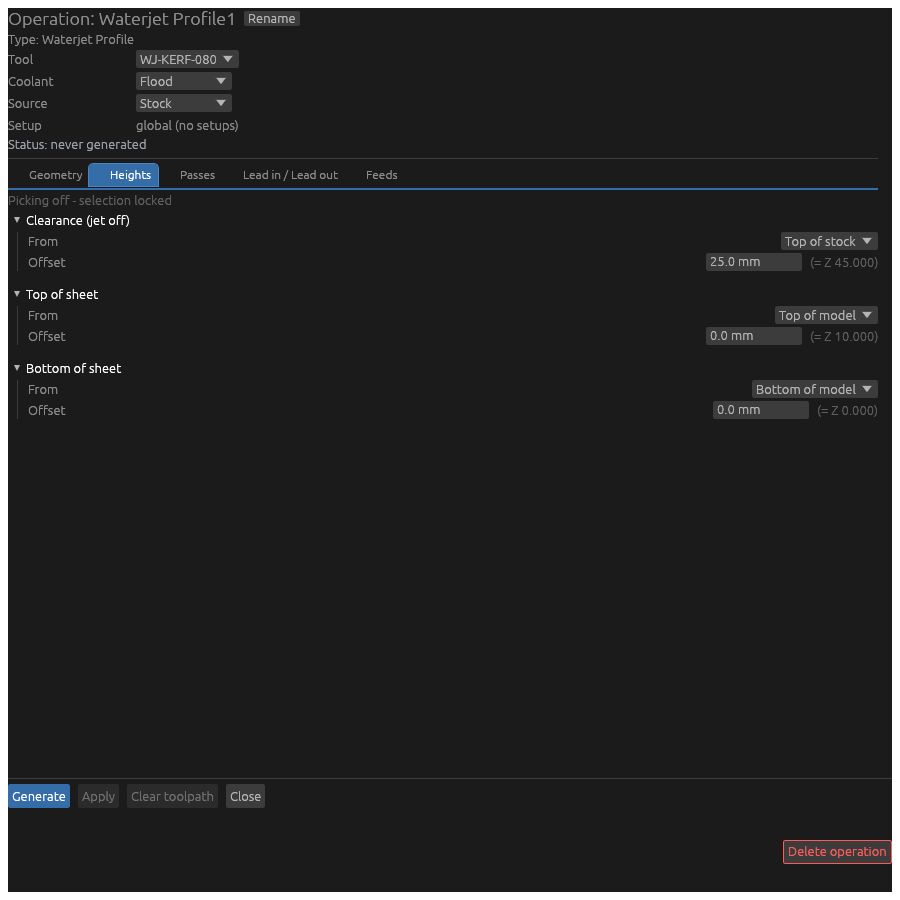 Operation: Waterjet Profile1 Rename
Type: Waterjet Profile
Tool WJ-KERF-080
Coolant Flood
Source Stock
Setup global (no setups)
Status: never generated
Geometry Heights Passes Lead in / Lead out Feeds
Picking off - selection locked
Clearance (jet off)
From Top of stock
Offset 25.0 mm (= Z 45.000)
Top of sheet
From Top of model
Offset 0.0 mm (= Z 10.000)
Bottom of sheet
From Bottom of model
Offset 0.0 mm (= Z 0.000)
Generate Apply Clear toolpath Close
Delete operation